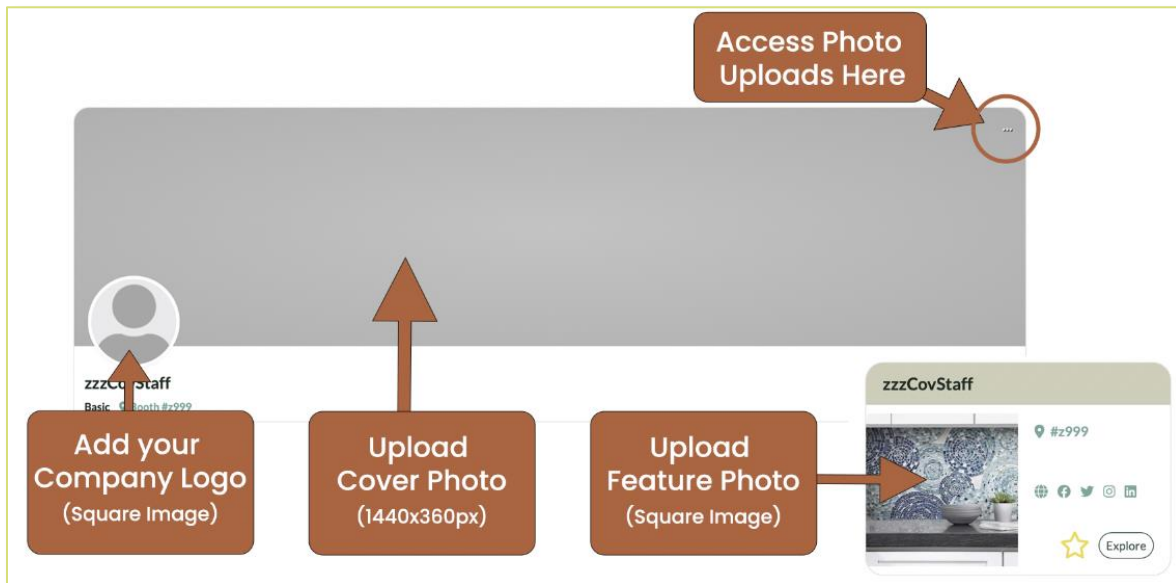 Access Photo
Uploads Here
...
zzzCovStaff
Basic Booth #z999
Add your
Company Logo
(Square Image)
Upload
Cover Photo
(1440x360px)
Upload
Feature Photo
(Square Image)
zzzCovStaff
#z999
Explore